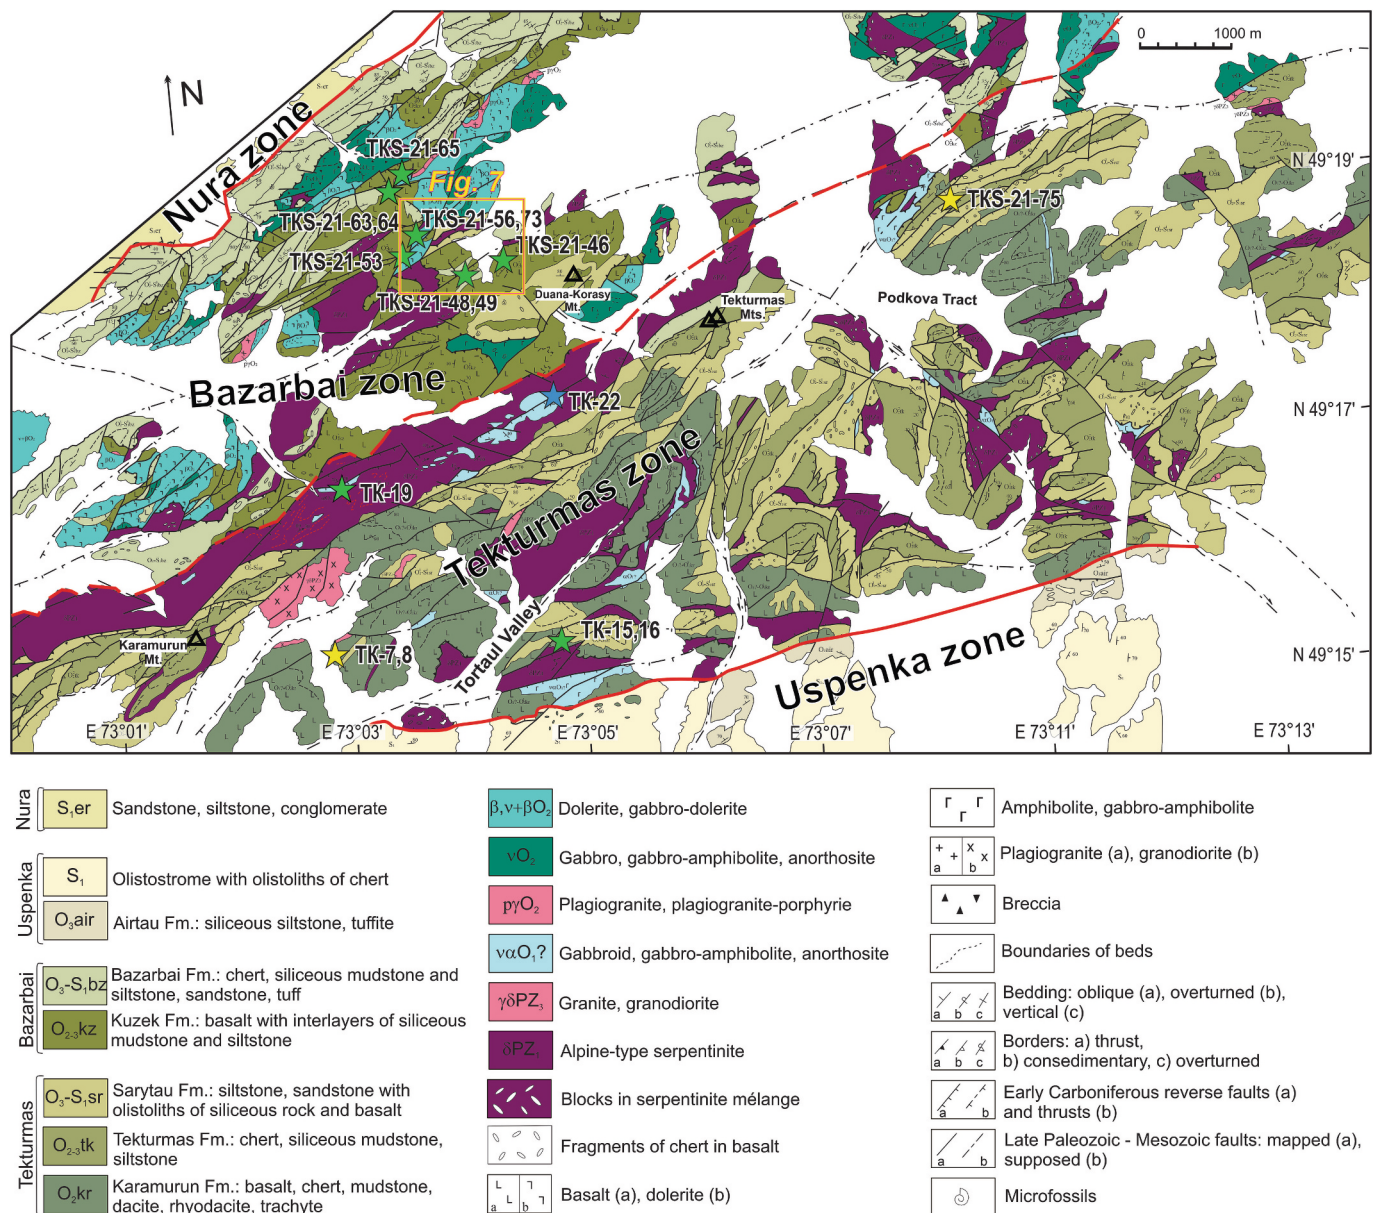 0 1000 m
N
Nura zone
TKS-21-65
Fig. 7
N 49°19'
TKS-21-63,64
TKS-21-56,73
TKS-21-75
TKS-21-53
TKS-21-46
TKS-21-48,49
Duana-Korasy
Mt.
Tekturmas
Mts.
Podkova Tract
Bazarbai zone
TK-22
N 49°17'
Tekturmas zone
TK-19
Karamurun
Mt.
TK-7,8
Tortaul Valley
TK-15,16
Uspenka zone
N 49°15'
E 73°01'
E 73°03'
E 73°05'
E 73°07'
E 73°11'
E 73°13'
Nura
S₁er
Sandstone, siltstone, conglomerate
Uspenka
S₁
Olistostrome with olistoliths of chert
O₃air
Airtau Fm.: siliceous siltstone, tuffite
Bazarbai
O₃-S₁bz
Bazarbai Fm.: chert, siliceous mudstone and
siltstone, sandstone, tuff
O₂₋₃kz
Kuzek Fm.: basalt with interlayers of siliceous
mudstone and siltstone
Tekturmas
O₃-S₁sr
Sarytau Fm.: siltstone, sandstone with
olistoliths of siliceous rock and basalt
O₂₋₃tk
Tekturmas Fm.: chert, siliceous mudstone,
siltstone
O₂kr
Karamurun Fm.: basalt, chert, mudstone,
dacite, rhyodacite, trachyte
β,ν+βO₂
Dolerite, gabbro-dolerite
νO₂
Gabbro, gabbro-amphibolite, anorthosite
pγO₂
Plagiogranite, plagiogranite-porphyrie
ναO₁?
Gabbroid, gabbro-amphibolite, anorthosite
γδPZ₃
Granite, granodiorite
Alpine-type serpentinite
Blocks in serpentinite mélange
Fragments of chert in basalt
a b
Basalt (a), dolerite (b)
Amphibolite, gabbro-amphibolite
a b
Plagiogranite (a), granodiorite (b)
Breccia
Boundaries of beds
a b c
Bedding: oblique (a), overturned (b),
vertical (c)
a b c
Borders: a) thrust,
b) consedimentary, c) overturned
a b
Early Carboniferous reverse faults (a)
and thrusts (b)
a b
Late Paleozoic - Mesozoic faults: mapped (a),
supposed (b)
Microfossils